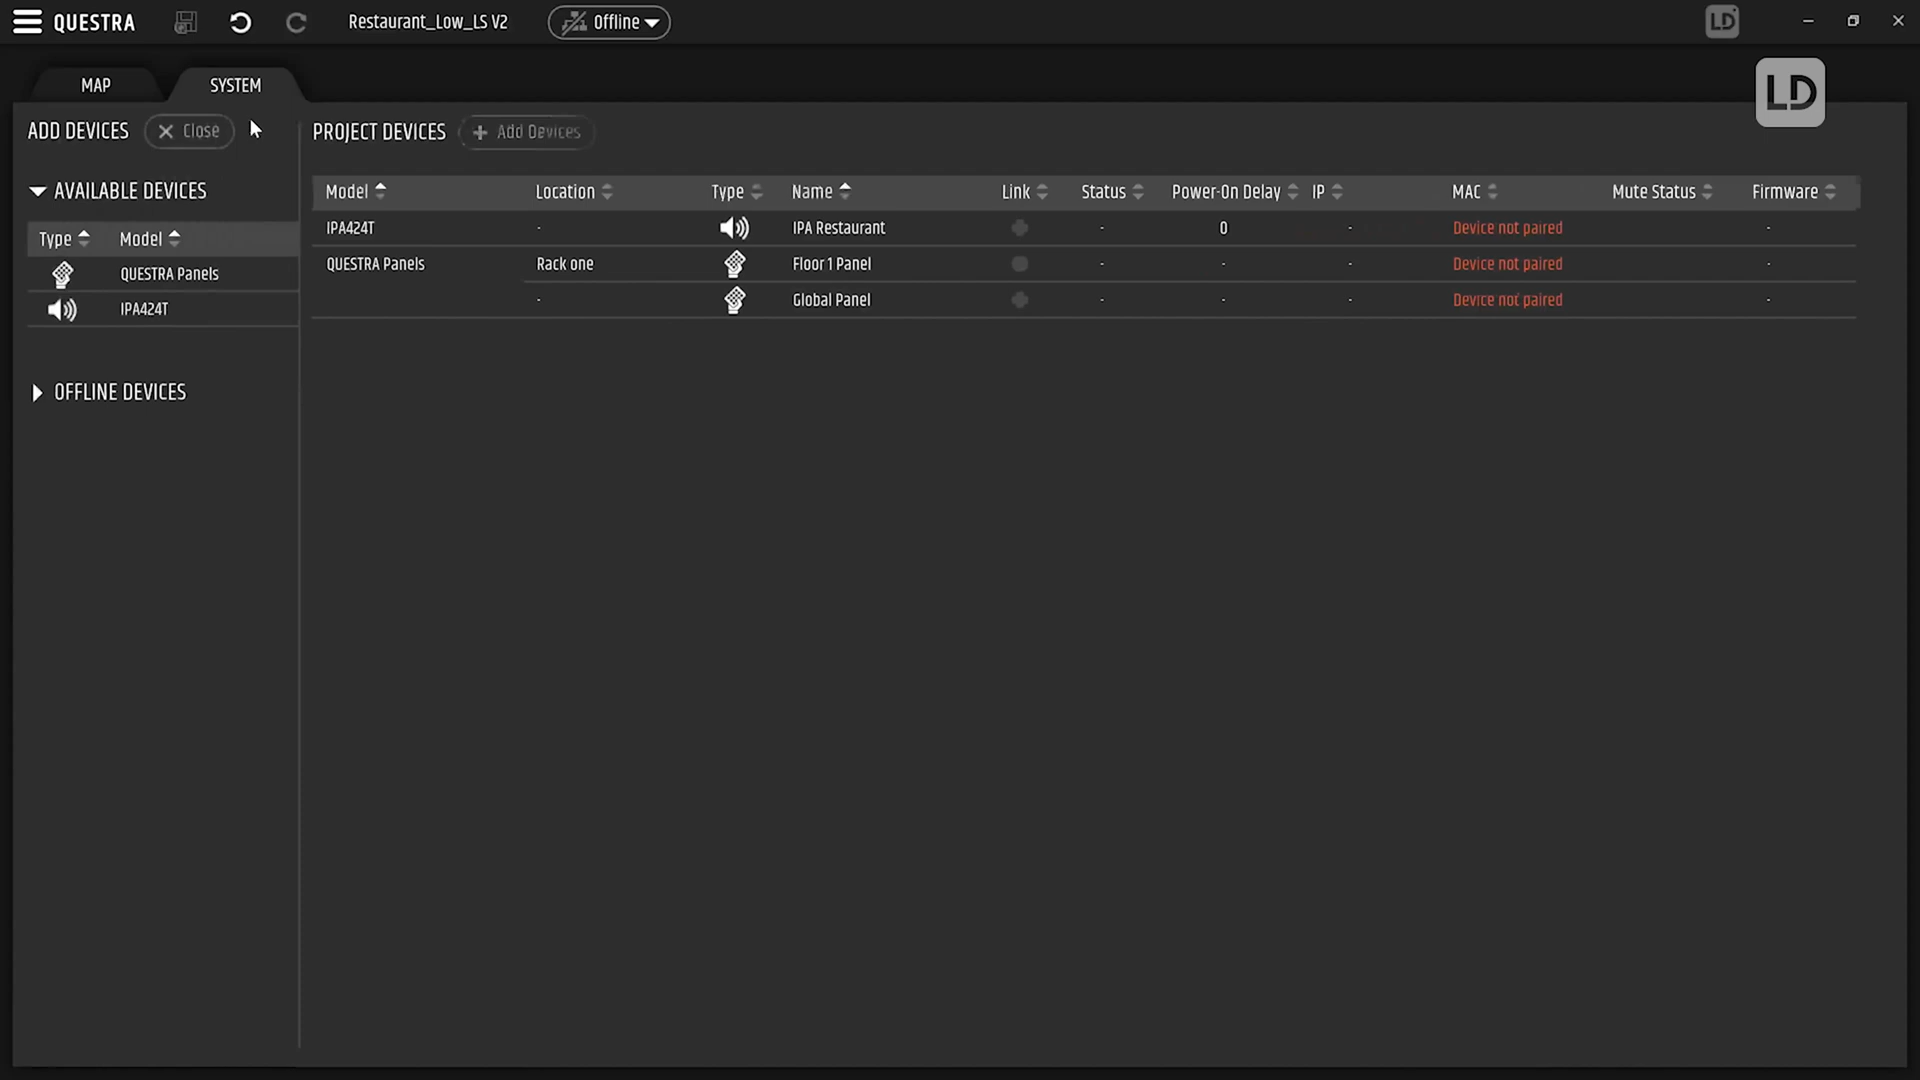 QUESTRA
Restaurant_Low_LS V2
Offline
LD
MAP
SYSTEM
LD
ADD DEVICES
Close
PROJECT DEVICES
+ Add Devices
AVAILABLE DEVICES
Type Model
QUESTRA Panels
IPA424T
OFFLINE DEVICES
Model Location Type Name Link Status Power-On Delay IP MAC Mute Status Firmware
IPA424T - IPA Restaurant - 0 - Device not paired -
QUESTRA Panels Rack one Floor 1 Panel - - - Device not paired -
- Global Panel - - - Device not paired -